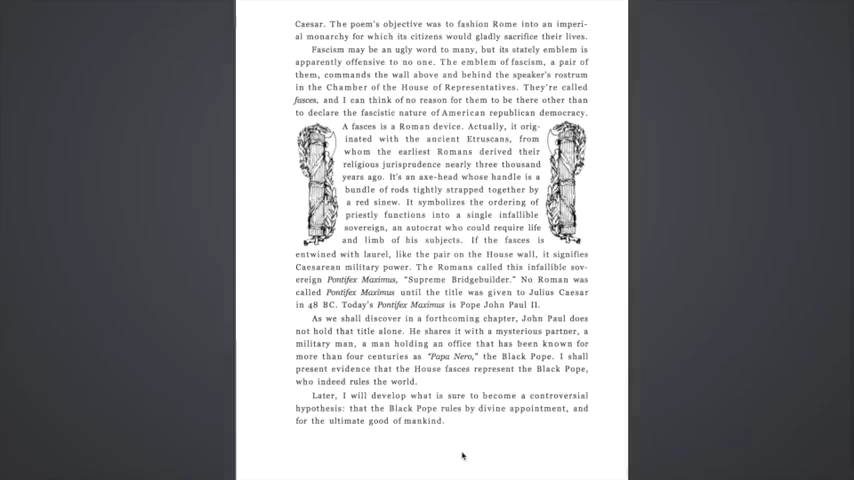 Caesar. The poem's objective was to fashion Rome into an imperi-
al monarchy for which its citizens would gladly sacrifice their lives.
Fascism may be an ugly word to many, but its stately emblem is
apparently offensive to no one. The emblem of fascism, a pair of
them, commands the wall above and behind the speaker's rostrum
in the Chamber of the House of Representatives. They're called
fasces, and I can think of no reason for them to be there other than
to declare the fascistic nature of American republican democracy.
A fasces is a Roman device. Actually, it orig-
inated with the ancient Etruscans, from
whom the earliest Romans derived their
religious jurisprudence nearly three thousand
years ago. It's an axe-head whose handle is a
bundle of rods tightly strapped together by
a red sinew. It symbolizes the ordering of
priestly functions into a single infallible
sovereign, an autocrat who could require life
and limb of his subjects. If the fasces is
entwined with laurel, like the pair on the House wall, it signifies
Caesarean military power. The Romans called this infallible sov-
ereign Pontifex Maximus, “Supreme Bridgebuilder.” No Roman was
called Pontifex Maximus until the title was given to Julius Caesar
in 48 BC. Today's Pontifex Maximus is Pope John Paul II.
As we shall discover in a forthcoming chapter, John Paul does
not hold that title alone. He shares it with a mysterious partner, a
military man, a man holding an office that has been known for
more than four centuries as “Papa Nero,” the Black Pope. I shall
present evidence that the House fasces represent the Black Pope,
who indeed rules the world.
Later, I will develop what is sure to become a controversial
hypothesis: that the Black Pope rules by divine appointment, and
for the ultimate good of mankind.